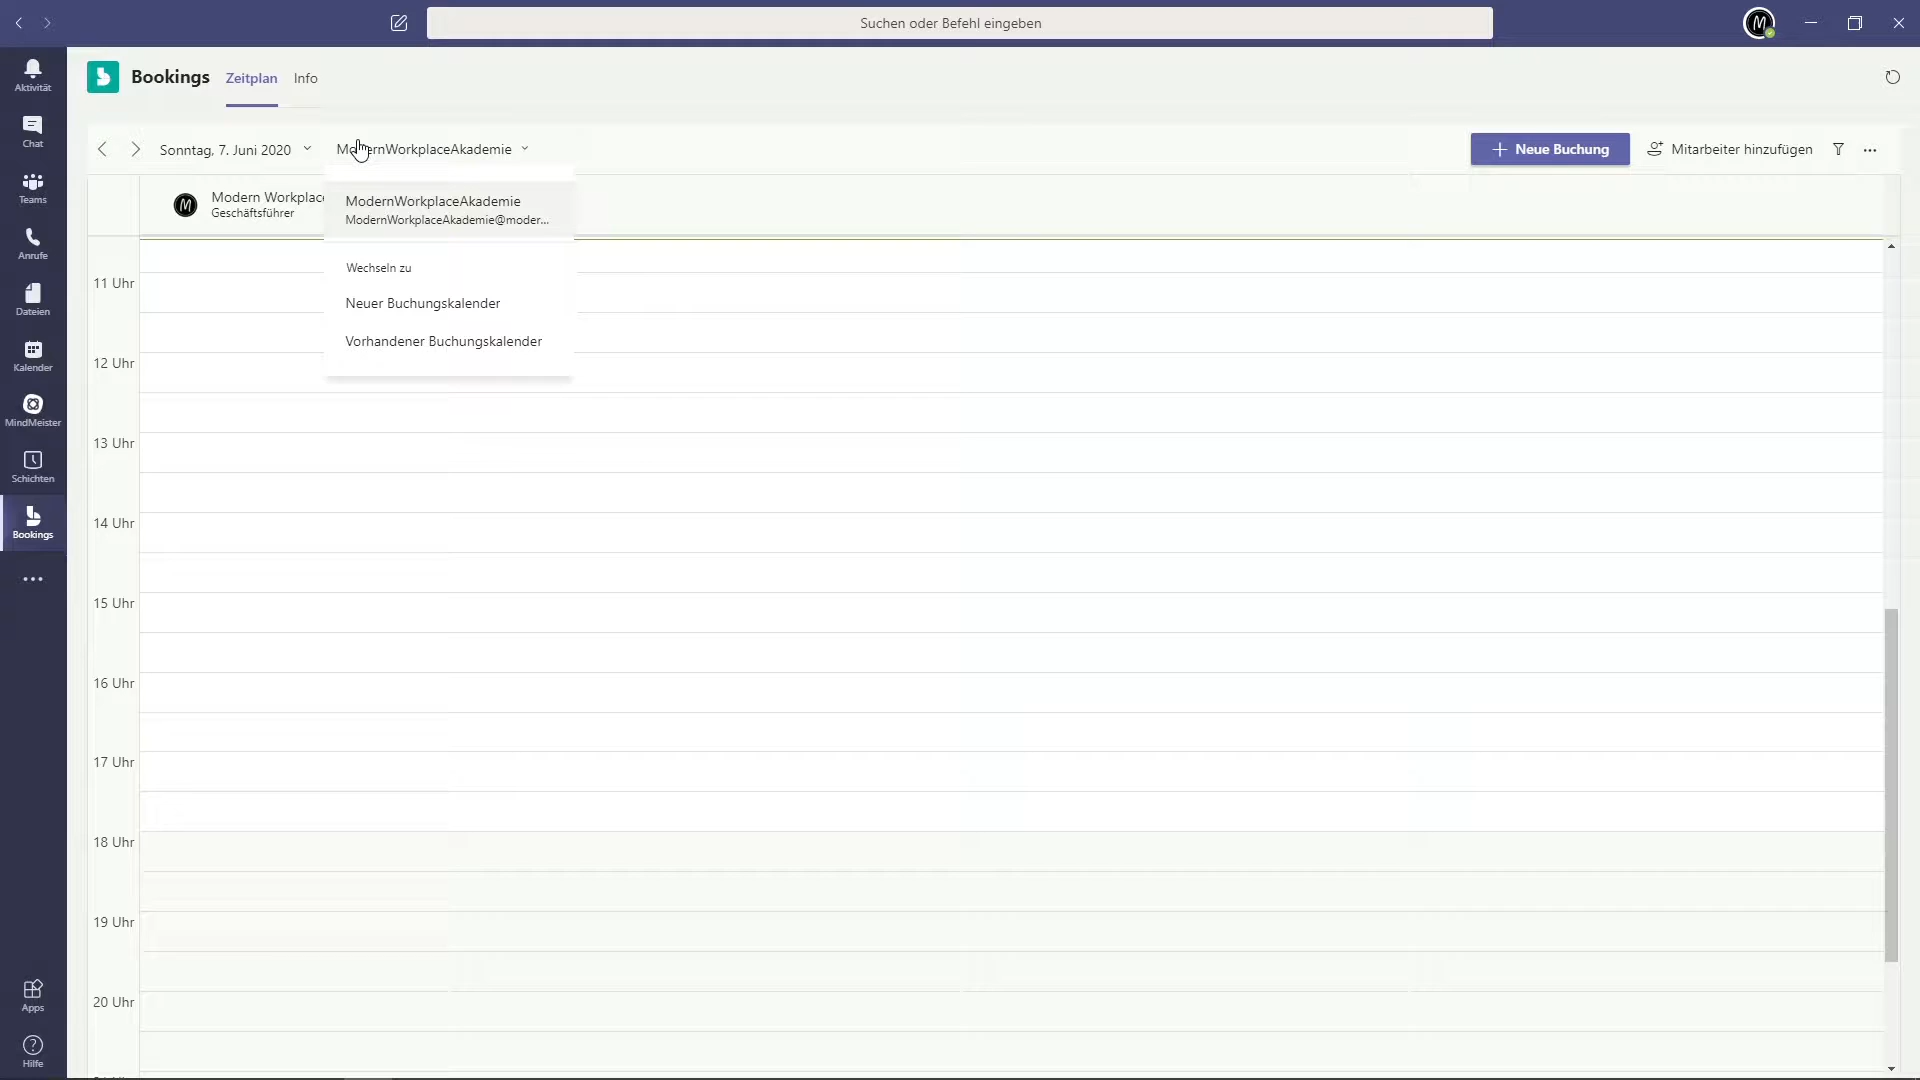 Suchen oder Befehl eingeben
Aktivität
Chat
Teams
Anrufe
Dateien
Kalender
MindMeister
Schichten
Bookings
Apps
Hilfe
Bookings
Zeitplan
Info
Sonntag, 7. Juni 2020
ModernWorkplaceAkademie
Neue Buchung
Mitarbeiter hinzufügen
Modern Workplace
Geschäftsführer
ModernWorkplaceAkademie
ModernWorkplaceAkademie@moder...
Wechseln zu
Neuer Buchungskalender
Vorhandener Buchungskalender
11 Uhr
12 Uhr
13 Uhr
14 Uhr
15 Uhr
16 Uhr
17 Uhr
18 Uhr
19 Uhr
20 Uhr